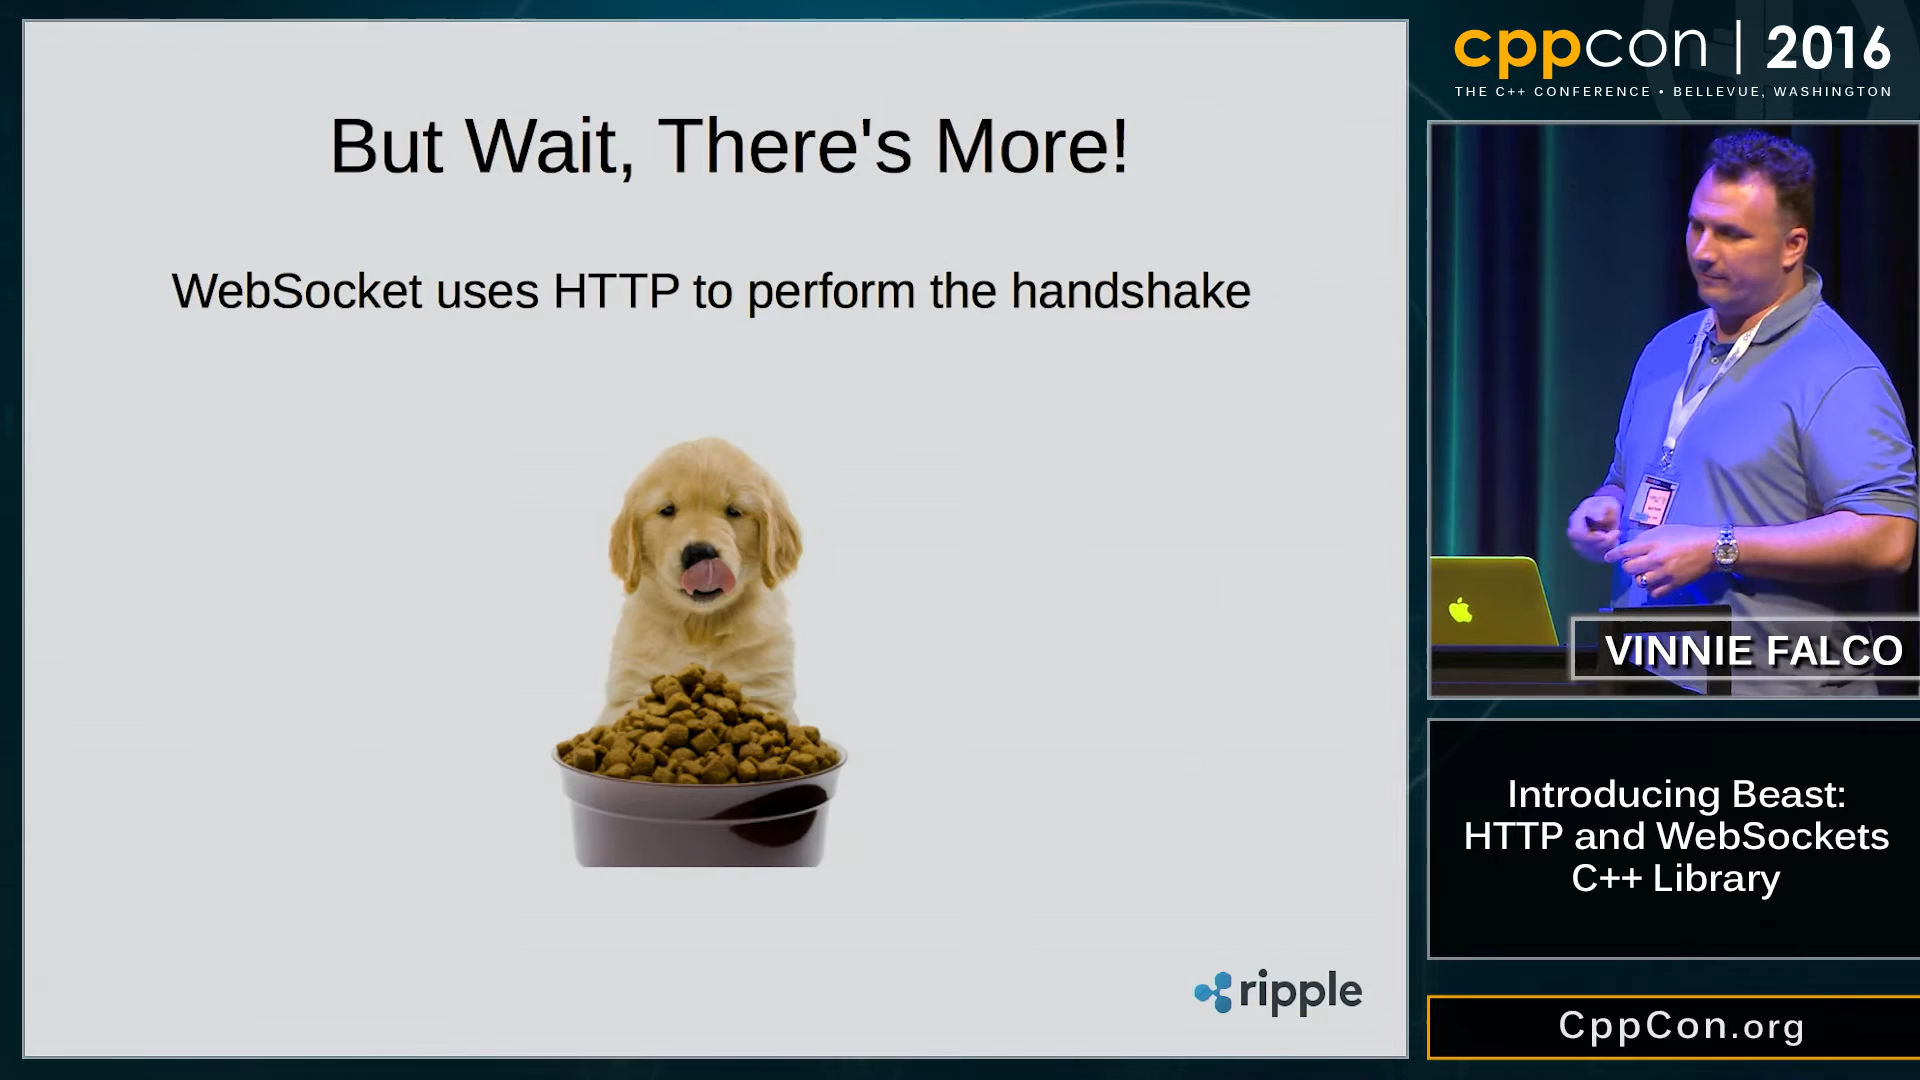 But Wait, There's More!
WebSocket uses HTTP to perform the handshake
ripple
cppcon | 2016
THE C++ CONFERENCE • BELLEVUE, WASHINGTON
VINNIE FALCO
Introducing Beast:
HTTP and WebSockets
C++ Library
CppCon.org